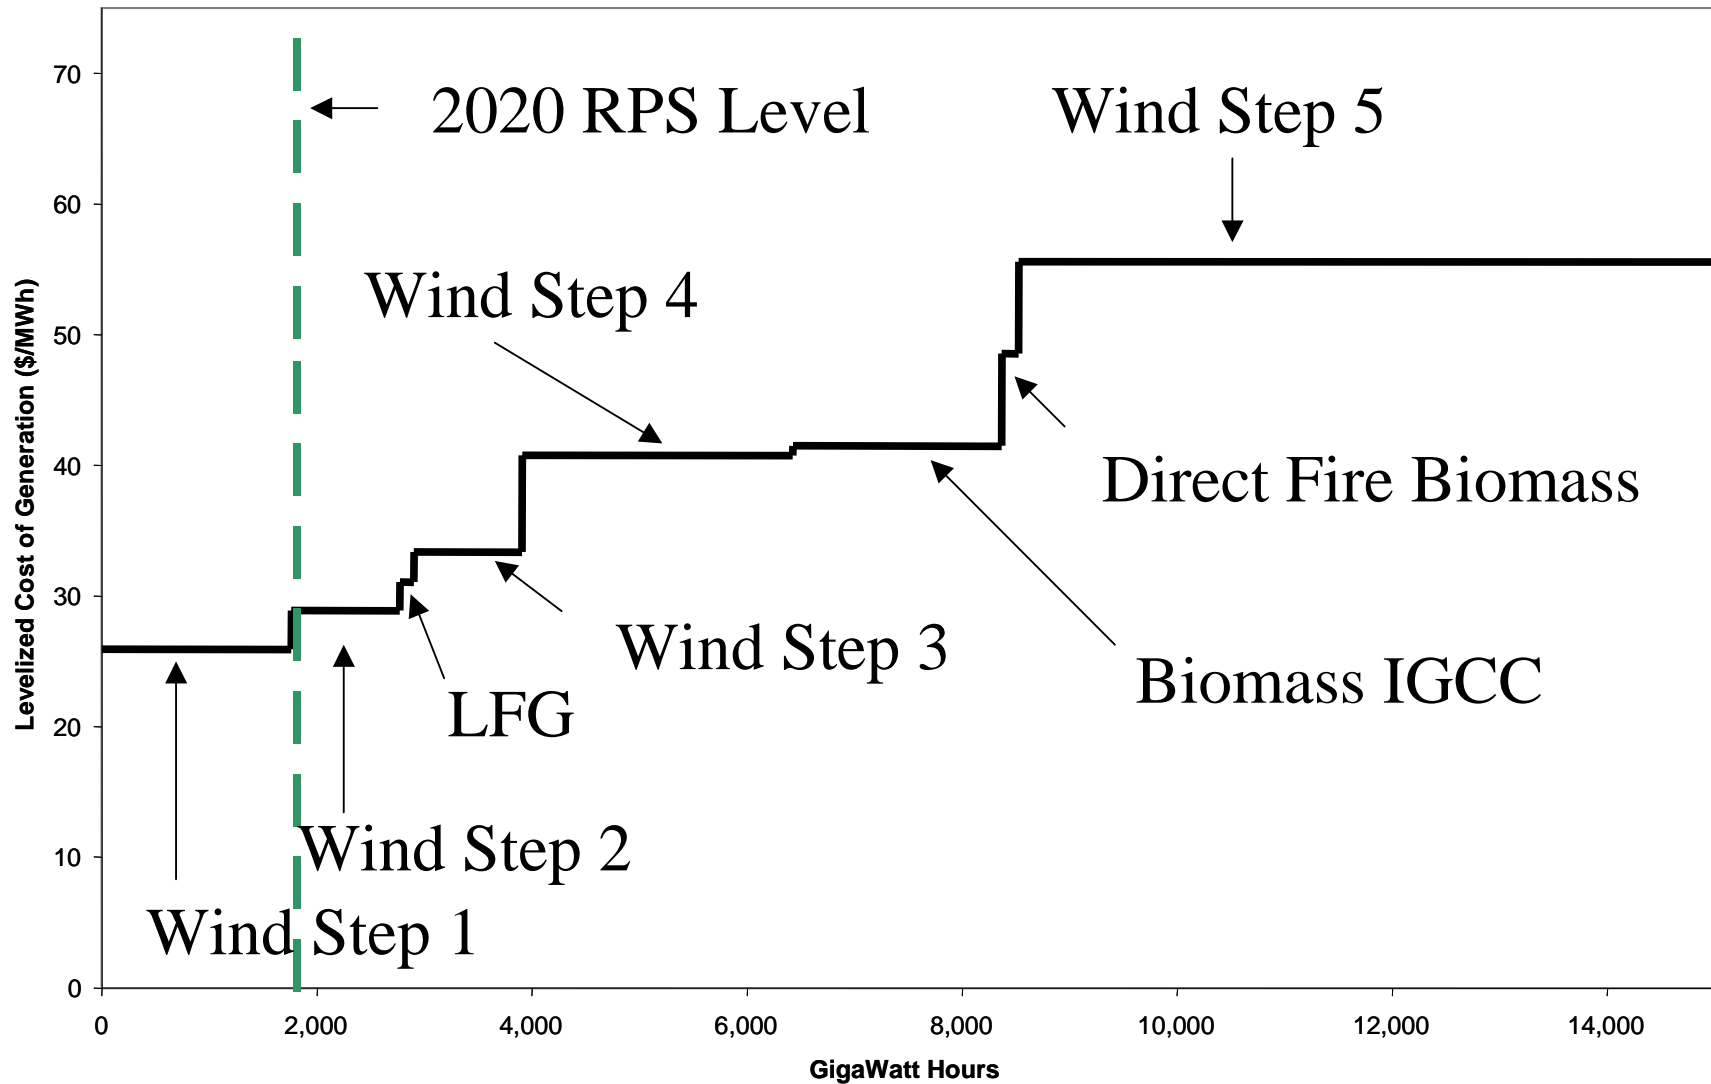 70
2020 RPS Level
Wind Step 5
60
Wind Step 4
50
Levelized Cost of Generation ($/MWh)
40
Direct Fire Biomass
30
Wind Step 3
Biomass IGCC
LFG
20
Wind Step 2
10
Wind Step 1
0
0 2,000 4,000 6,000 8,000 10,000 12,000 14,000
GigaWatt Hours